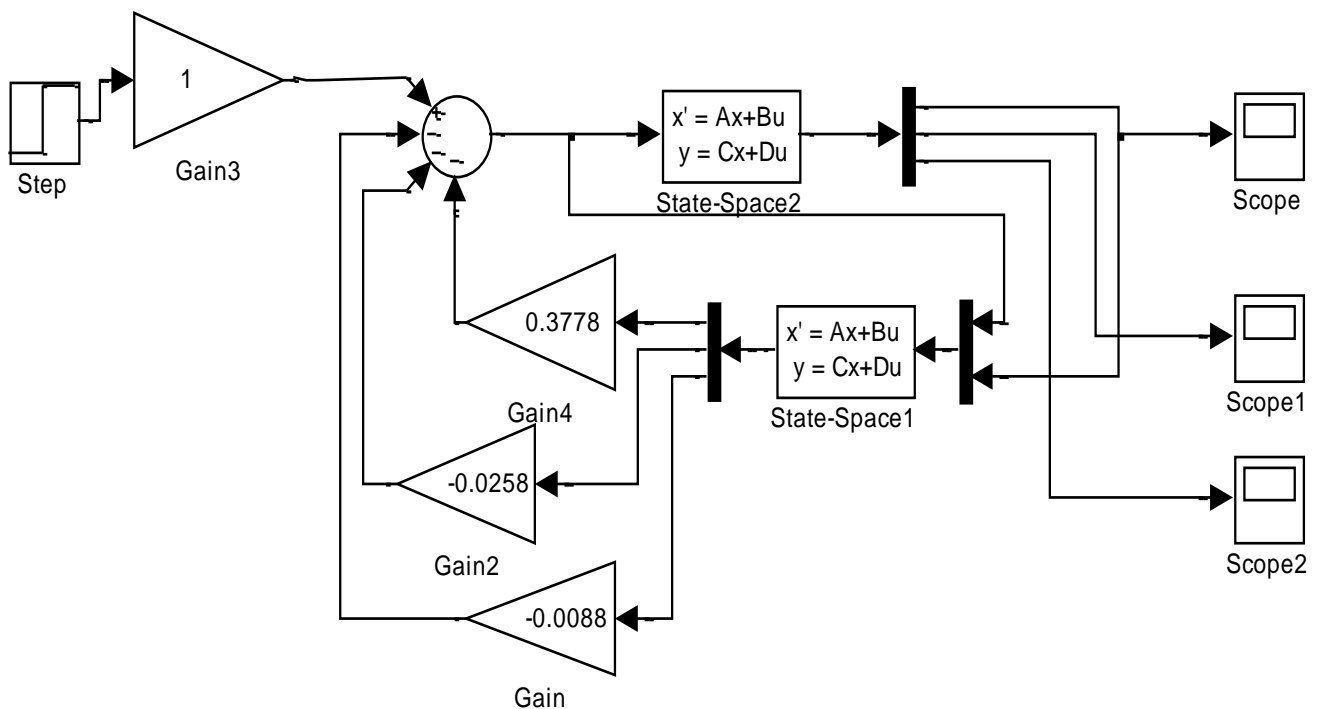 1
Step
Gain3
+
-
-
-
x' = Ax+Bu
y = Cx+Du
State-Space2
Scope
0.3778
Gain4
x' = Ax+Bu
y = Cx+Du
State-Space1
Scope1
-0.0258
Gain2
Scope2
-0.0088
Gain